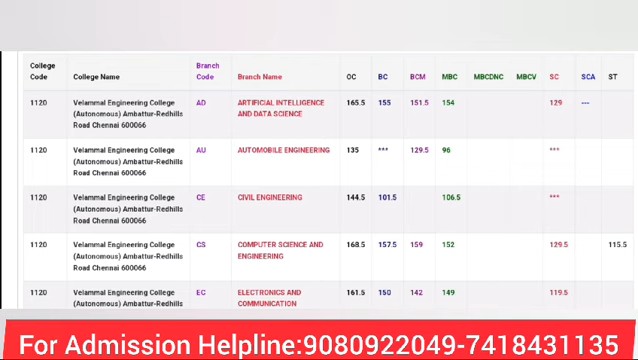 College Code College Name Branch Code Branch Name OC BC BCM MBC MBCDNC MBCV SC SCA ST
1120 Velammal Engineering College (Autonomous) Ambattur-Redhills Road Chennai 600066 AD ARTIFICIAL INTELLIGENCE AND DATA SCIENCE 165.5 155 151.5 154 129 ---
1120 Velammal Engineering College (Autonomous) Ambattur-Redhills Road Chennai 600066 AU AUTOMOBILE ENGINEERING 135 *** 129.5 96 ***
1120 Velammal Engineering College (Autonomous) Ambattur-Redhills Road Chennai 600066 CE CIVIL ENGINEERING 144.5 101.5 106.5 ***
1120 Velammal Engineering College (Autonomous) Ambattur-Redhills Road Chennai 600066 CS COMPUTER SCIENCE AND ENGINEERING 168.5 157.5 159 152 129.5 115.5
1120 Velammal Engineering College (Autonomous) Ambattur-Redhills EC ELECTRONICS AND COMMUNICATION 161.5 150 142 149 119.5
For Admission Helpline:9080922049-7418431135